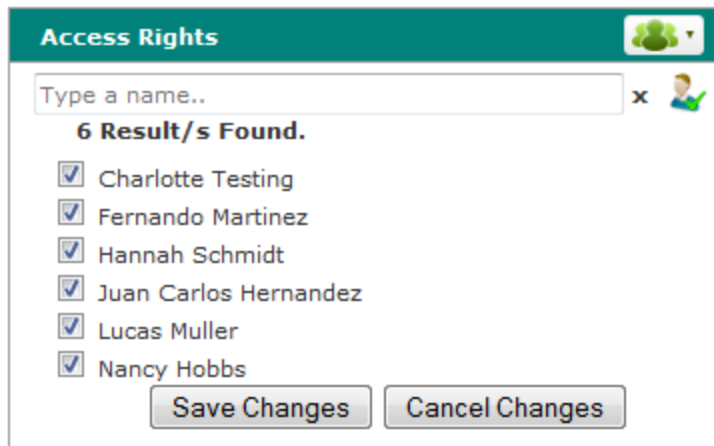 Access Rights
Type a name..
x
6 Result/s Found.
Charlotte Testing
Fernando Martinez
Hannah Schmidt
Juan Carlos Hernandez
Lucas Muller
Nancy Hobbs
Save Changes
Cancel Changes